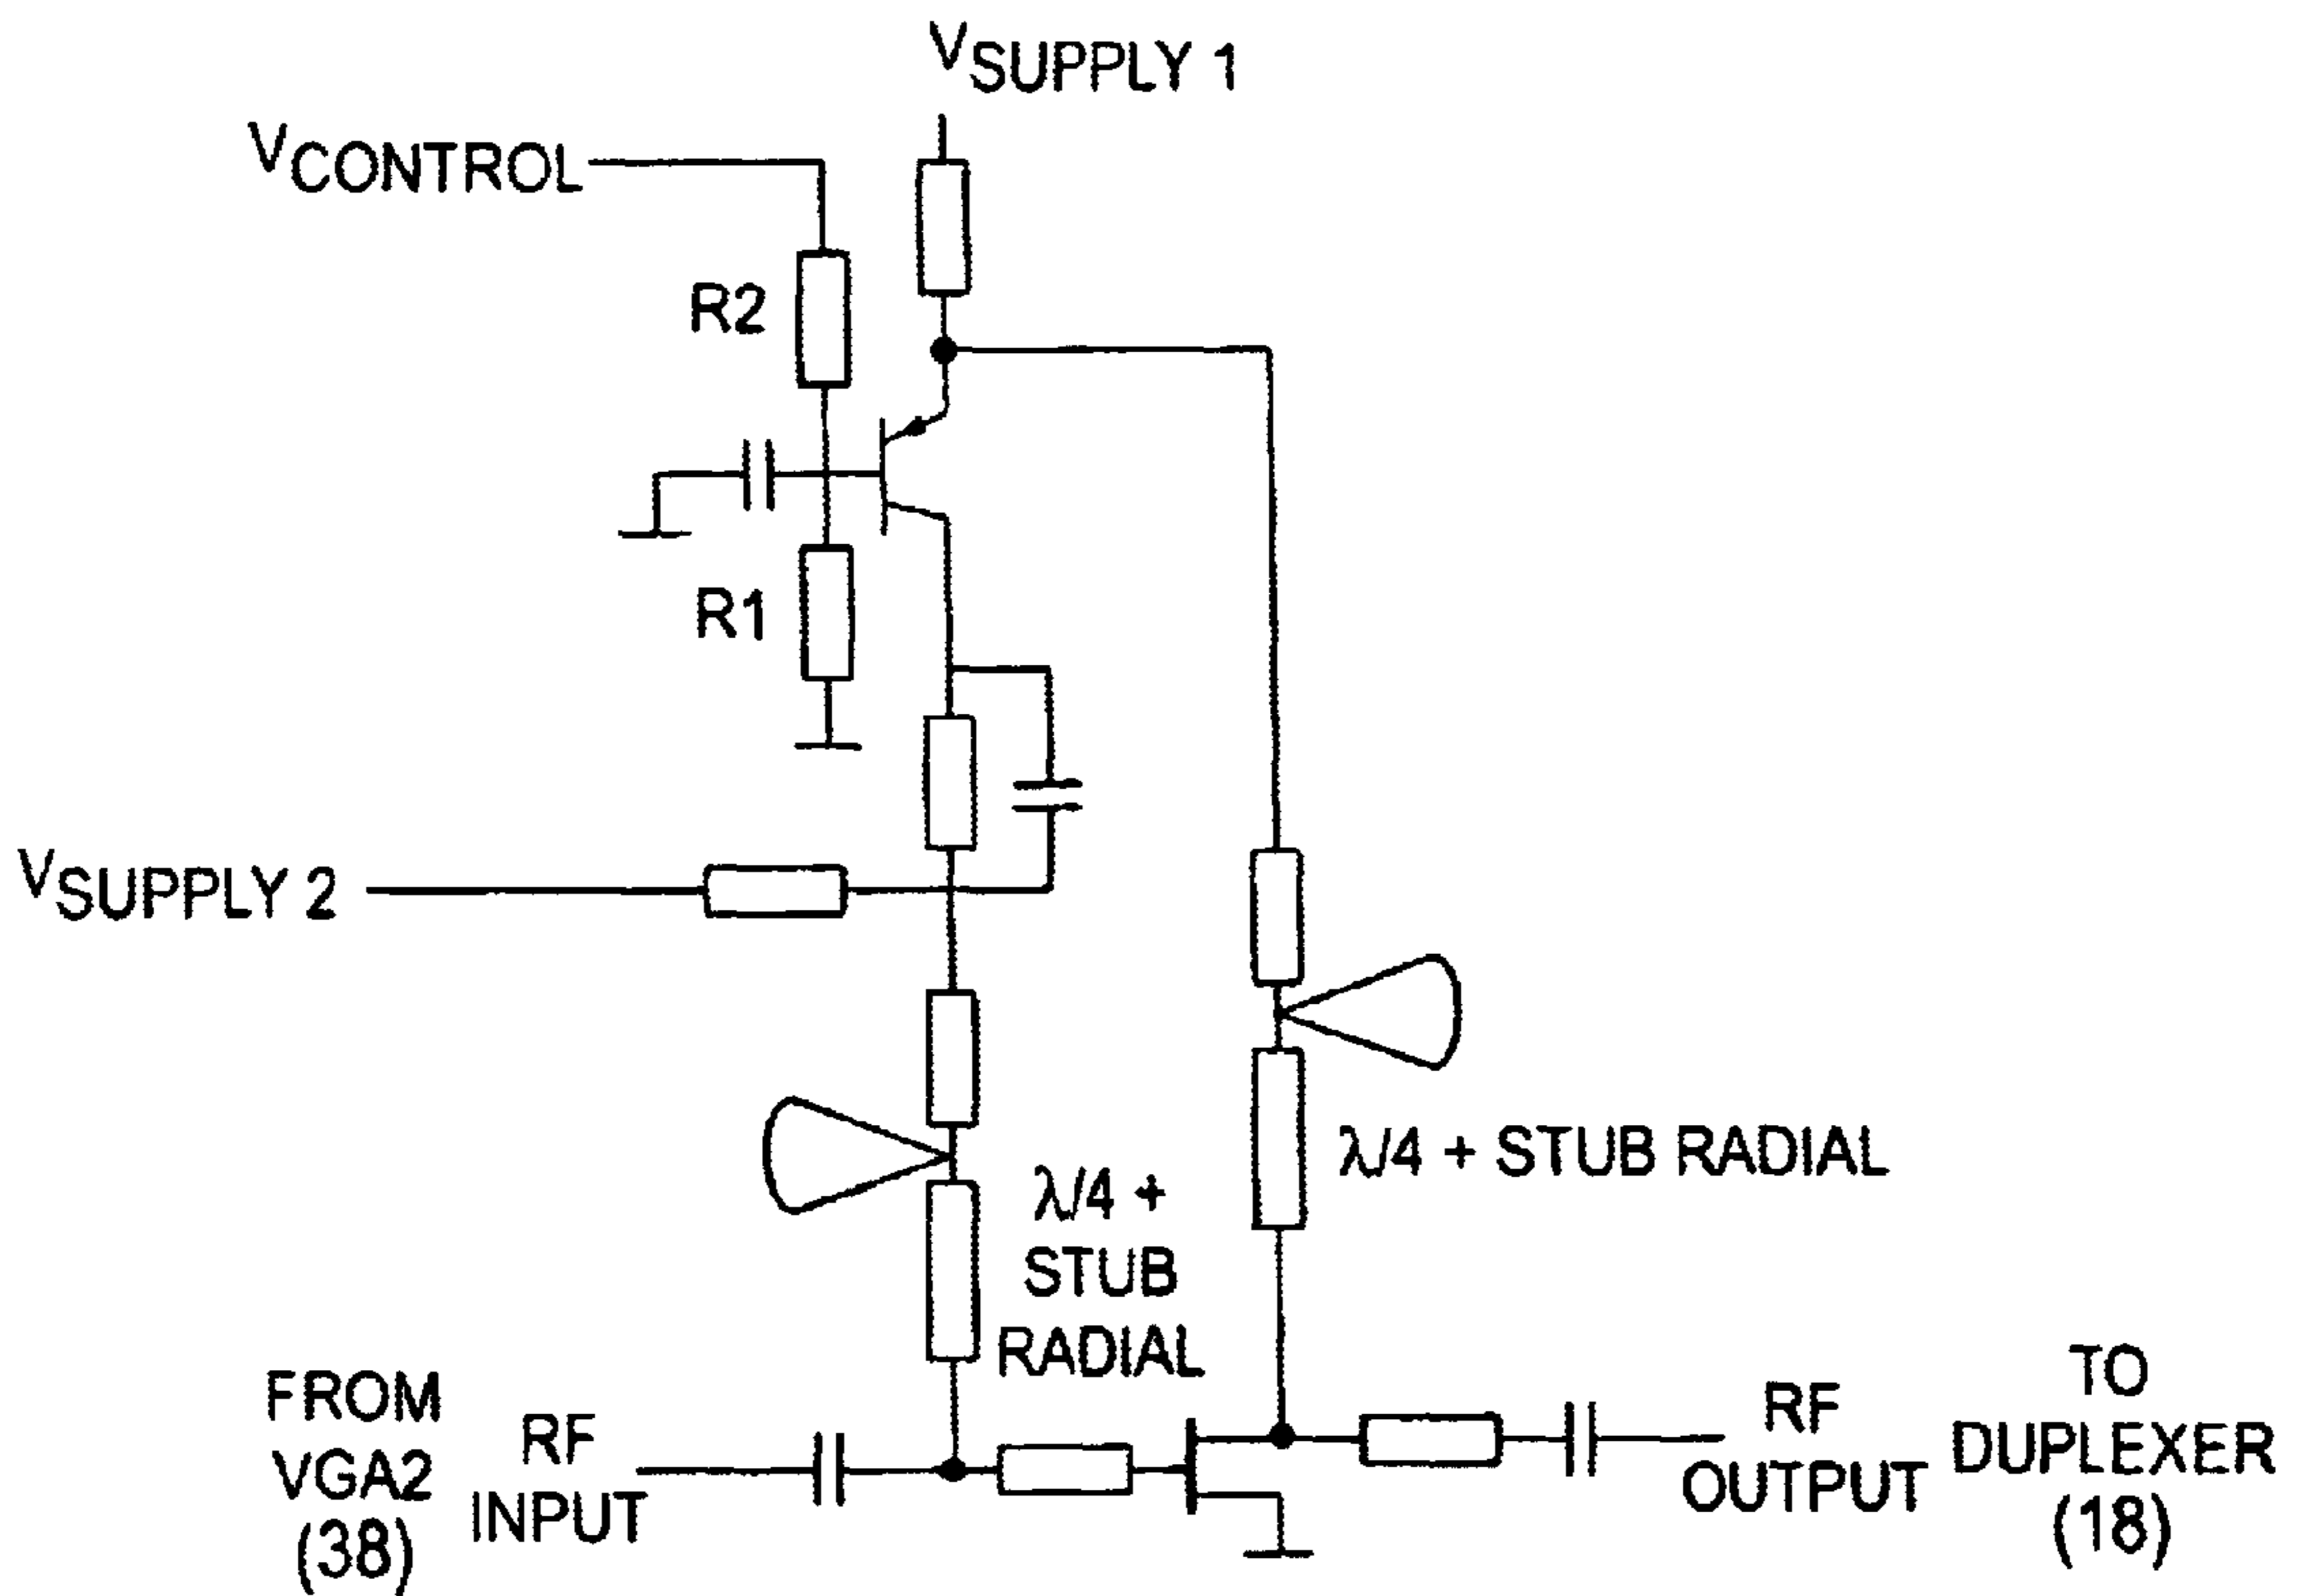 VSUPPLY 1
VCONTROL
R2
R1
VSUPPLY 2
λ/4 + STUB RADIAL
λ/4 +
STUB
RADIAL
FROM
VGA2
(38)
RF
INPUT
RF
OUTPUT
TO
DUPLEXER
(18)